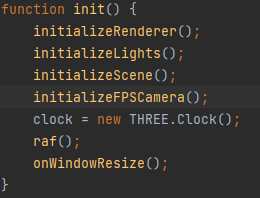 function init() {
    initializeRenderer();
    initializeLights();
    initializeScene();
    initializeFPSCamera();
    clock = new THREE.Clock();
    raf();
    onWindowResize();
}